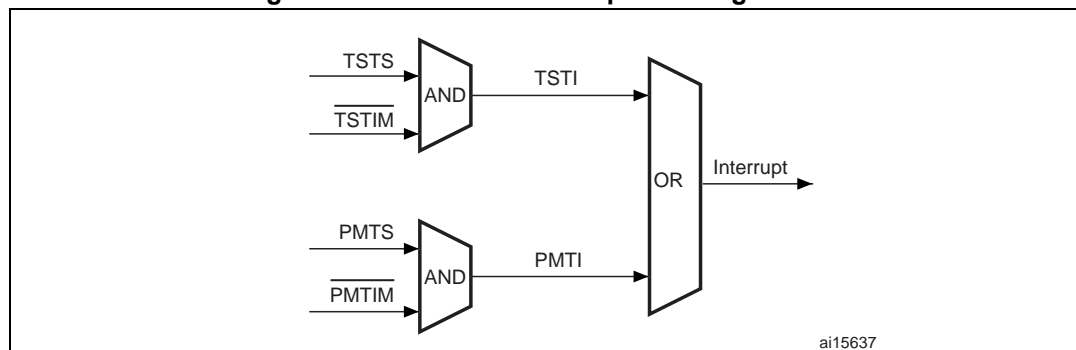 TSTS
TSTIM
AND
TSTI
PMTS
PMTIM
AND
PMTI
OR
Interrupt
ai15637